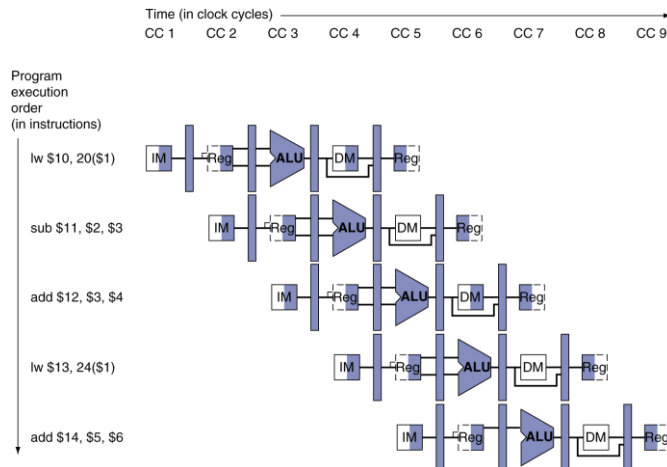 Time (in clock cycles)
CC 1 CC 2 CC 3 CC 4 CC 5 CC 6 CC 7 CC 8 CC 9
Program
execution
order
(in instructions)
lw $10, 20($1)
IM Reg ALU DM Reg
sub $11, $2, $3
IM Reg ALU DM Reg
add $12, $3, $4
IM Reg ALU DM Reg
lw $13, 24($1)
IM Reg ALU DM Reg
add $14, $5, $6
IM Reg ALU DM Reg